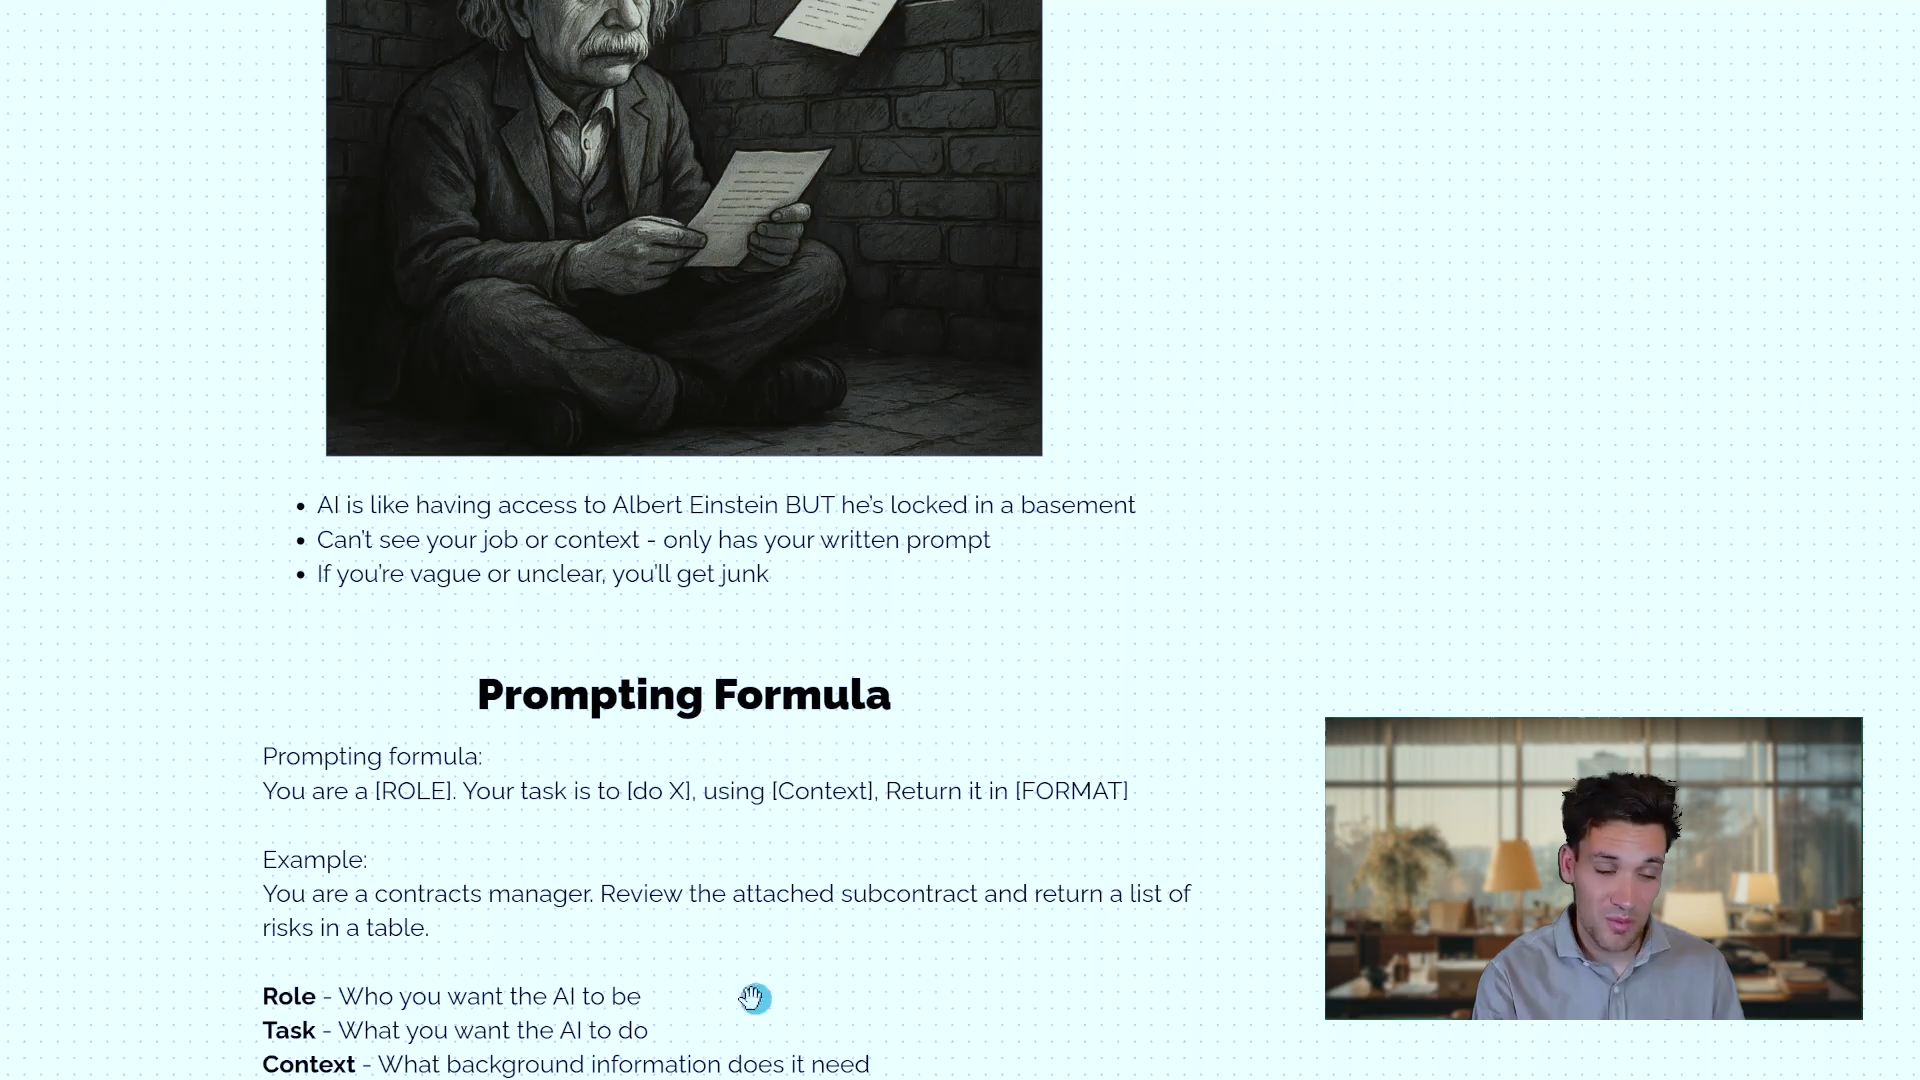 • AI is like having access to Albert Einstein BUT he's locked in a basement
• Can't see your job or context - only has your written prompt
• If you're vague or unclear, you'll get junk
Prompting Formula
Prompting formula:
You are a [ROLE]. Your task is to [do X], using [Context], Return it in [FORMAT]
Example:
You are a contracts manager. Review the attached subcontract and return a list of
risks in a table.
Role - Who you want the AI to be
Task - What you want the AI to do
Context - What background information does it need